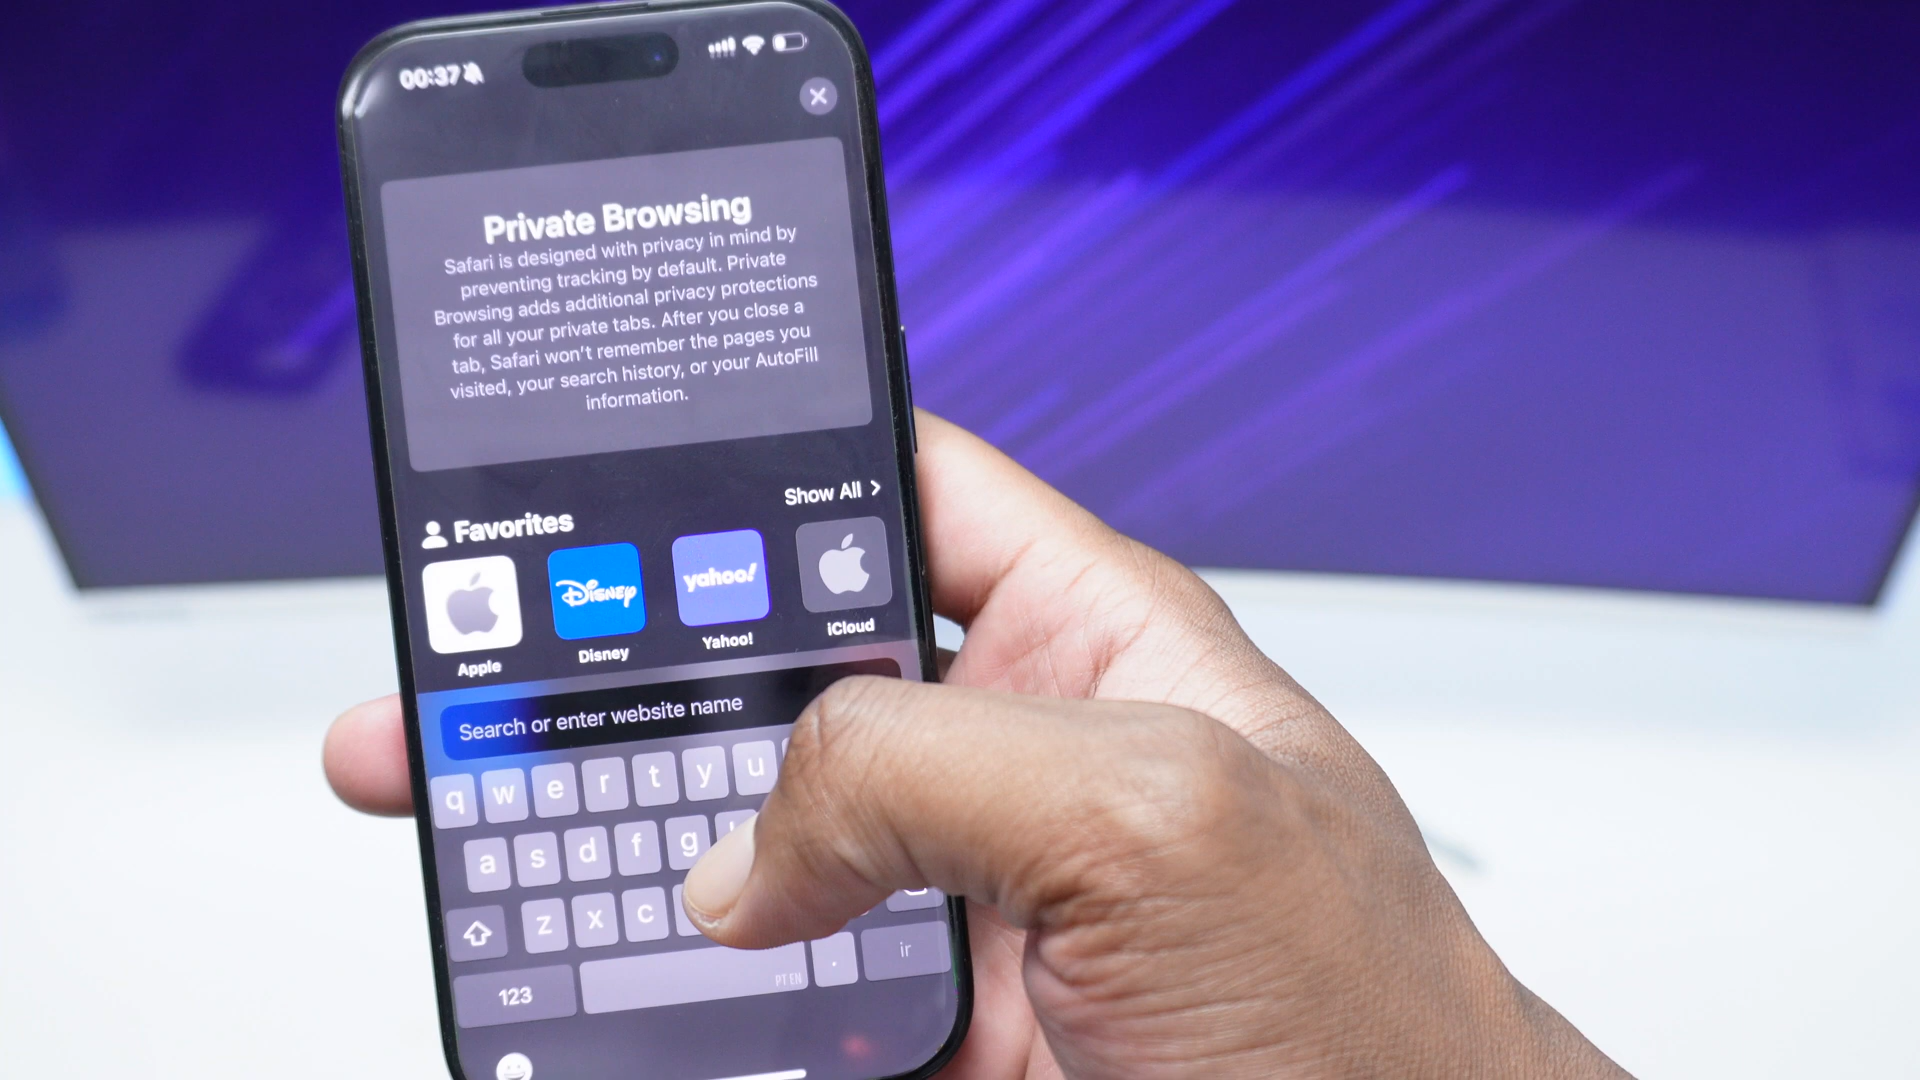 00:37
Private Browsing
Safari is designed with privacy in mind by
preventing tracking by default. Private
Browsing adds additional privacy protections
for all your private tabs. After you close a
tab, Safari won't remember the pages you
visited, your search history, or your AutoFill
information.
Show All
Favorites
Disney
yahoo!
Apple
Disney
Yahoo!
iCloud
Search or enter website name
q w e r t y u
a s d f g
z x c
123
PT EN
.
ir